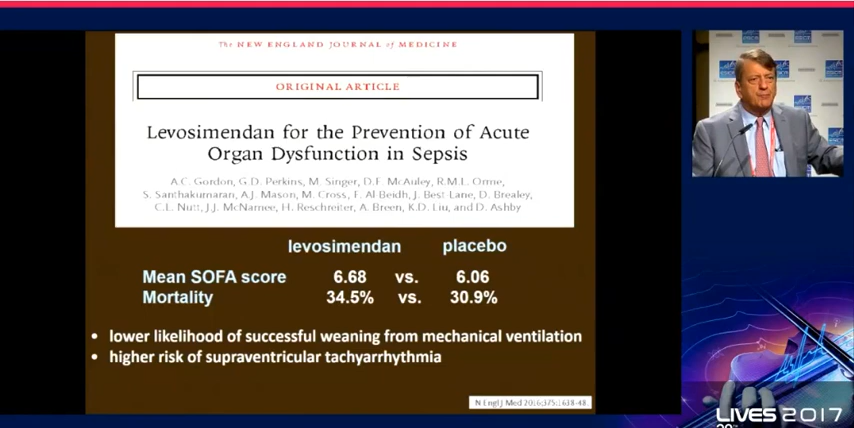 The NEW ENGLAND JOURNAL of MEDICINE
ORIGINAL ARTICLE
Levosimendan for the Prevention of Acute
Organ Dysfunction in Sepsis
A.C. Gordon, G.D. Perkins, M. Singer, D.F. McAuley, R.M.L. Orme,
S. Santhakumaran, A.J. Mason, M. Cross, F. Al-Beidh, J. Best-Lane, D. Brealey,
C.L. Nutt, J.J. McNamee, H. Reschreiter, A. Breen, K.D. Liu, and D. Ashby
levosimendan placebo
Mean SOFA score 6.68 vs. 6.06
Mortality 34.5% vs. 30.9%
• lower likelihood of successful weaning from mechanical ventilation
• higher risk of supraventricular tachyarrhythmia
N Engl J Med 2016;375:1638-48.
LIVES 2017